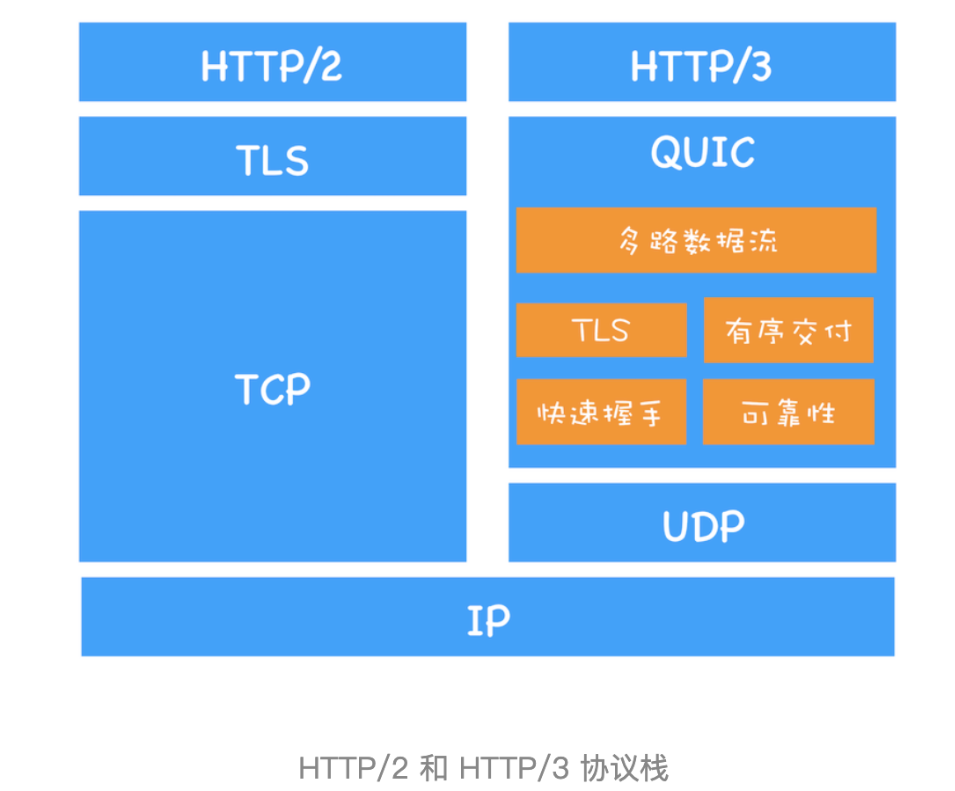 HTTP/2
HTTP/3
TLS
QUIC
多路数据流
TLS
有序交付
TCP
快速握手
可靠性
UDP
IP
HTTP/2 和 HTTP/3 协议栈